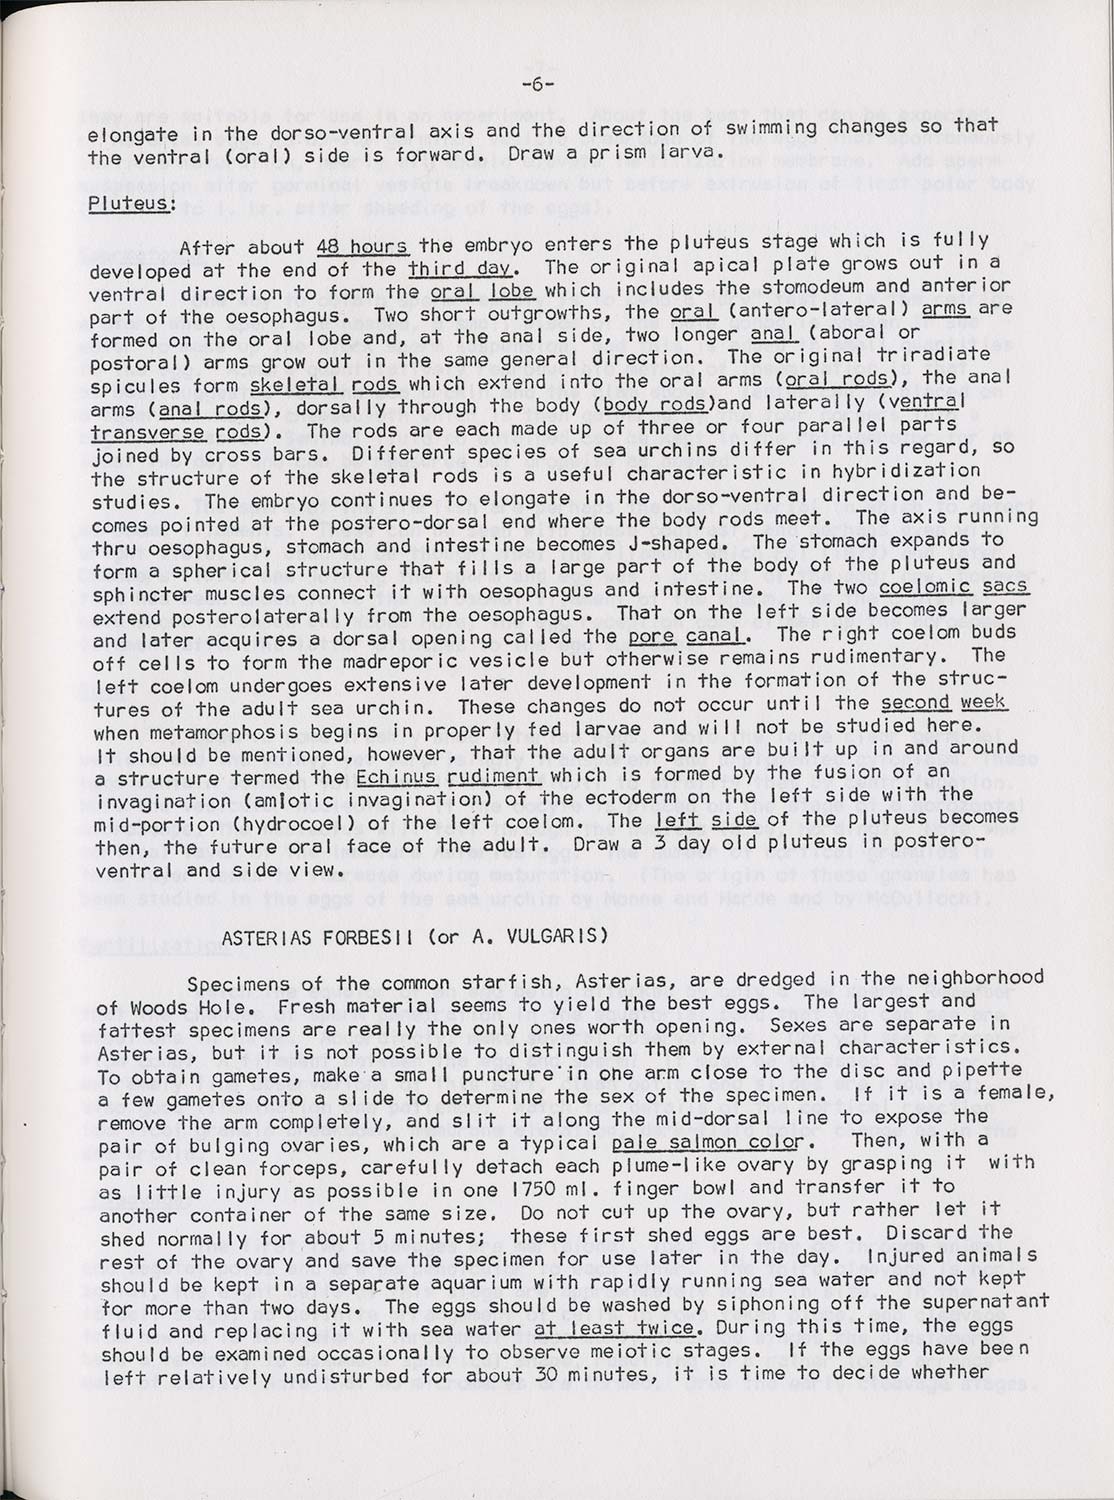 -6-
elongate in the dorso-ventral axis and the direction of swimming changes so that
the ventral (oral) side is forward. Draw a prism larva.
Pluteus:
After about 48 hours the embryo enters the pluteus stage which is fully
developed at the end of the third day. The original apical plate grows out in a
ventral direction to form the oral lobe which includes the stomodeum and anterior
part of the oesophagus. Two short outgrowths, the oral (antero-lateral) arms are
formed on the oral lobe and, at the anal side, two longer anal (aboral or
postoral) arms grow out in the same general direction. The original triradiate
spicules form skeletal rods which extend into the oral arms (oral rods), the anal
arms (anal rods), dorsally through the body (body rods)and laterally (ventral
transverse rods). The rods are each made up of three or four parallel parts
joined by cross bars. Different species of sea urchins differ in this regard, so
the structure of the skeletal rods is a useful characteristic in hybridization
studies. The embryo continues to elongate in the dorso-ventral direction and be-
comes pointed at the postero-dorsal end where the body rods meet. The axis running
thru oesophagus, stomach and intestine becomes J-shaped. The stomach expands to
form a spherical structure that fills a large part of the body of the pluteus and
sphincter muscles connect it with oesophagus and intestine. The two coelomic sacs
extend posterolaterally from the oesophagus. That on the left side becomes larger
and later acquires a dorsal opening called the pore canal. The right coelom buds
off cells to form the madreporic vesicle but otherwise remains rudimentary. The
left coelom undergoes extensive later development in the formation of the struc-
tures of the adult sea urchin. These changes do not occur until the second week
when metamorphosis begins in properly fed larvae and will not be studied here.
It should be mentioned, however, that the adult organs are built up in and around
a structure termed the Echinus rudiment which is formed by the fusion of an
invagination (amiotic invagination) of the ectoderm on the left side with the
mid-portion (hydrocoel) of the left coelom. The left side of the pluteus becomes
then, the future oral face of the adult. Draw a 3 day old pluteus in postero-
ventral and side view.
ASTERIAS FORBESII (or A. VULGARIS)
Specimens of the common starfish, Asterias, are dredged in the neighborhood
of Woods Hole. Fresh material seems to yield the best eggs. The largest and
fattest specimens are really the only ones worth opening. Sexes are separate in
Asterias, but it is not possible to distinguish them by external characteristics.
To obtain gametes, make a small puncture in one arm close to the disc and pipette
a few gametes onto a slide to determine the sex of the specimen. If it is a female,
remove the arm completely, and slit it along the mid-dorsal line to expose the
pair of bulging ovaries, which are a typical pale salmon color. Then, with a
pair of clean forceps, carefully detach each plume-like ovary by grasping it with
as little injury as possible in one 1750 ml. finger bowl and transfer it to
another container of the same size. Do not cut up the ovary, but rather let it
shed normally for about 5 minutes; these first shed eggs are best. Discard the
rest of the ovary and save the specimen for use later in the day. Injured animals
should be kept in a separate aquarium with rapidly running sea water and not kept
for more than two days. The eggs should be washed by siphoning off the supernatant
fluid and replacing it with sea water at least twice. During this time, the eggs
should be examined occasionally to observe meiotic stages. If the eggs have been
left relatively undisturbed for about 30 minutes, it is time to decide whether